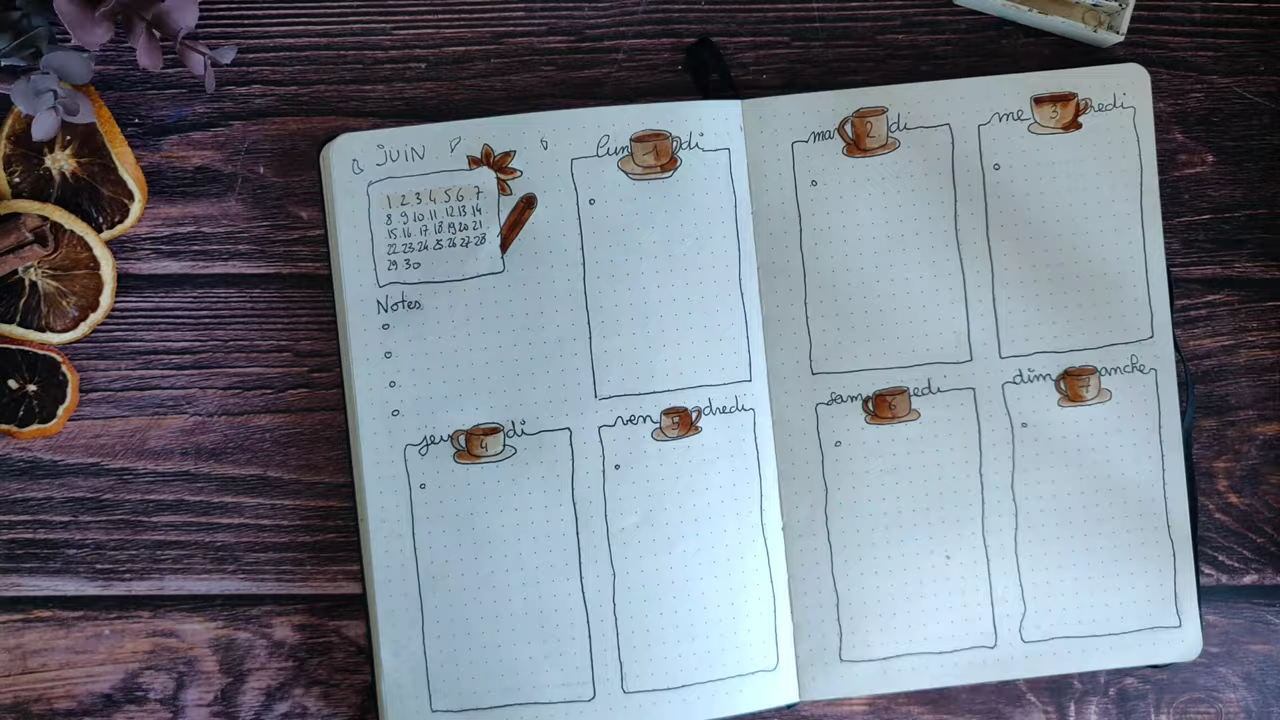 JUIN
1 2 3 4 5 6 7
8 9 10 11 12 13 14
15 16 17 18 19 20 21
22 23 24 25 26 27 28
29 30
Notes
lun 1 di
mar 2 di
me 3 redi
jeu 4 di
ven 5 dredi
sam 6 edi
dim 7 anche